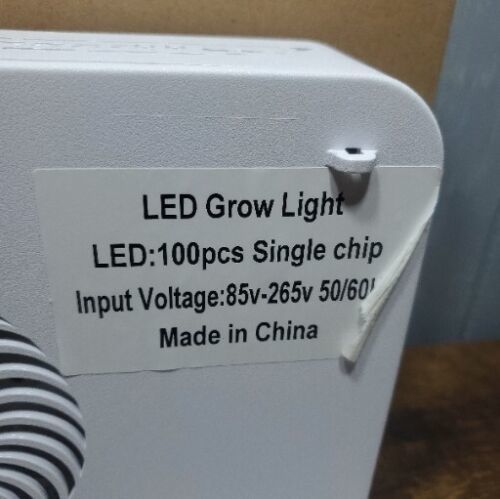 LED Grow Light
LED:100pcs Single chip
Input Voltage:85v-265v 50/60
Made in China